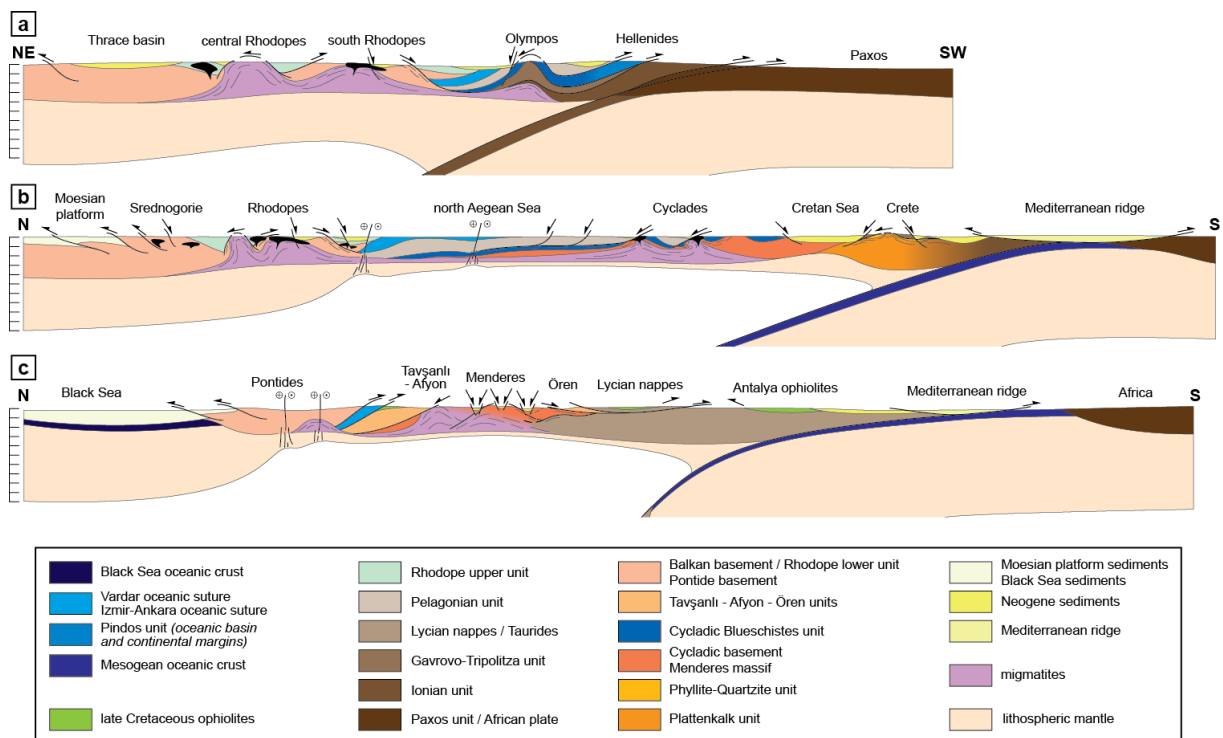 a
NE
Thrace basin
central Rhodopes
south Rhodopes
Olympos
Hellenides
Paxos
SW
b
N
Moesian
platform
Srednogorie
Rhodopes
north Aegean Sea
Cyclades
Cretan Sea
Crete
Mediterranean ridge
S
c
N
Black Sea
Pontides
Tavşanlı
- Afyon
Menderes
Ören
Lycian nappes
Antalya ophiolites
Mediterranean ridge
Africa
S
Black Sea oceanic crust
Vardar oceanic suture
Izmir-Ankara oceanic suture
Pindos unit (oceanic basin
and continental margins)
Mesogean oceanic crust
late Cretaceous ophiolites
Rhodope upper unit
Pelagonian unit
Lycian nappes / Taurides
Gavrovo-Tripolitza unit
Ionian unit
Paxos unit / African plate
Balkan basement / Rhodope lower unit
Pontide basement
Tavşanlı - Afyon - Ören units
Cycladic Blueschistes unit
Cycladic basement
Menderes massif
Phyllite-Quartzite unit
Plattenkalk unit
Moesian platform sediments
Black Sea sediments
Neogene sediments
Mediterranean ridge
migmatites
lithospheric mantle